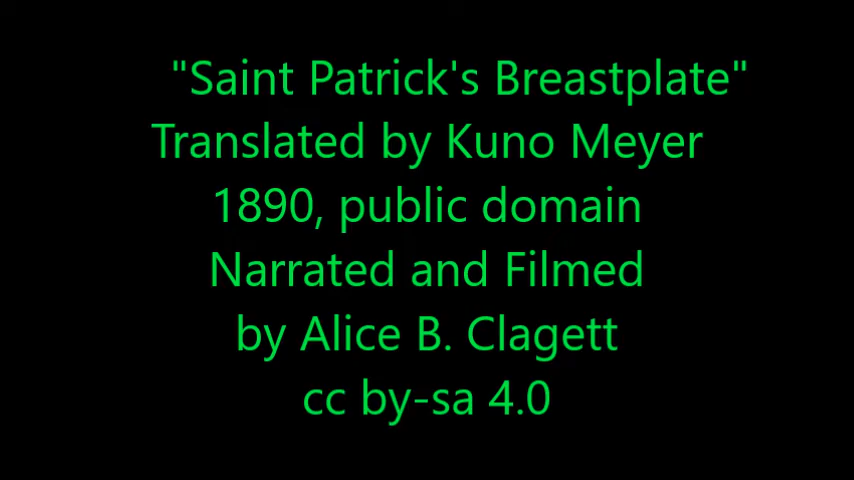 "Saint Patrick's Breastplate"
Translated by Kuno Meyer
1890, public domain
Narrated and Filmed
by Alice B. Clagett
cc by-sa 4.0